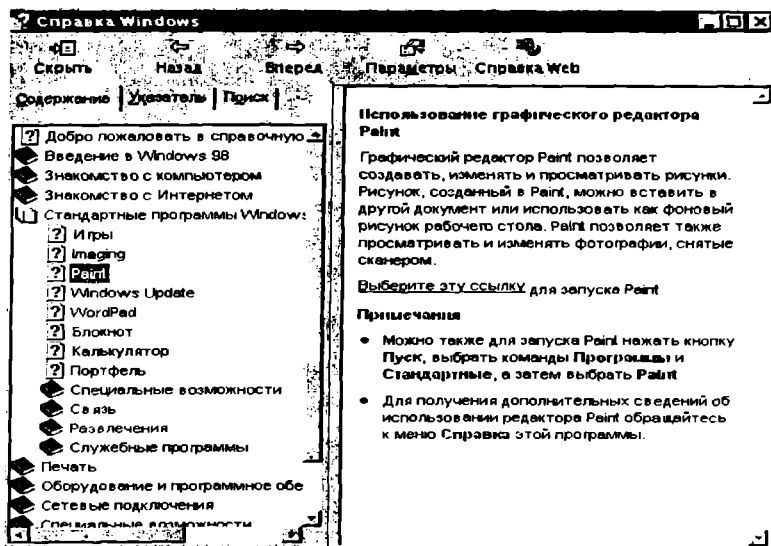 Справка Windows
Скрыть Назад Вперед Параметры Справка Web
Содержание Указатель Поиск
Добро пожаловать в справочную
Введение в Windows 98
Знакомство с компьютером
Знакомство с Интернетом
Стандартные программы Windows
Игры
Imaging
Paint
Windows Update
WordPad
Блокнот
Калькулятор
Портфель
Специальные возможности
Связь
Развлечения
Служебные программы
Печать
Оборудование и программное обе
Сетевые подключения
Специальные возможности
Использование графического редактора
Paint
Графический редактор Paint позволяет
создавать, изменять и просматривать рисунки.
Рисунок, созданный в Paint, можно вставить в
другой документ или использовать как фоновый
рисунок рабочего стола. Paint позволяет также
просматривать и изменять фотографии, снятые
сканером.
Выберите эту ссылку для запуска Paint
Примечания
• Можно также для запуска Paint нажать кнопку
Пуск, выбрать команды Программы и
Стандартные, а затем выбрать Paint
• Для получения дополнительных сведений об
использовании редактора Paint обращайтесь
к меню Справка этой программы.